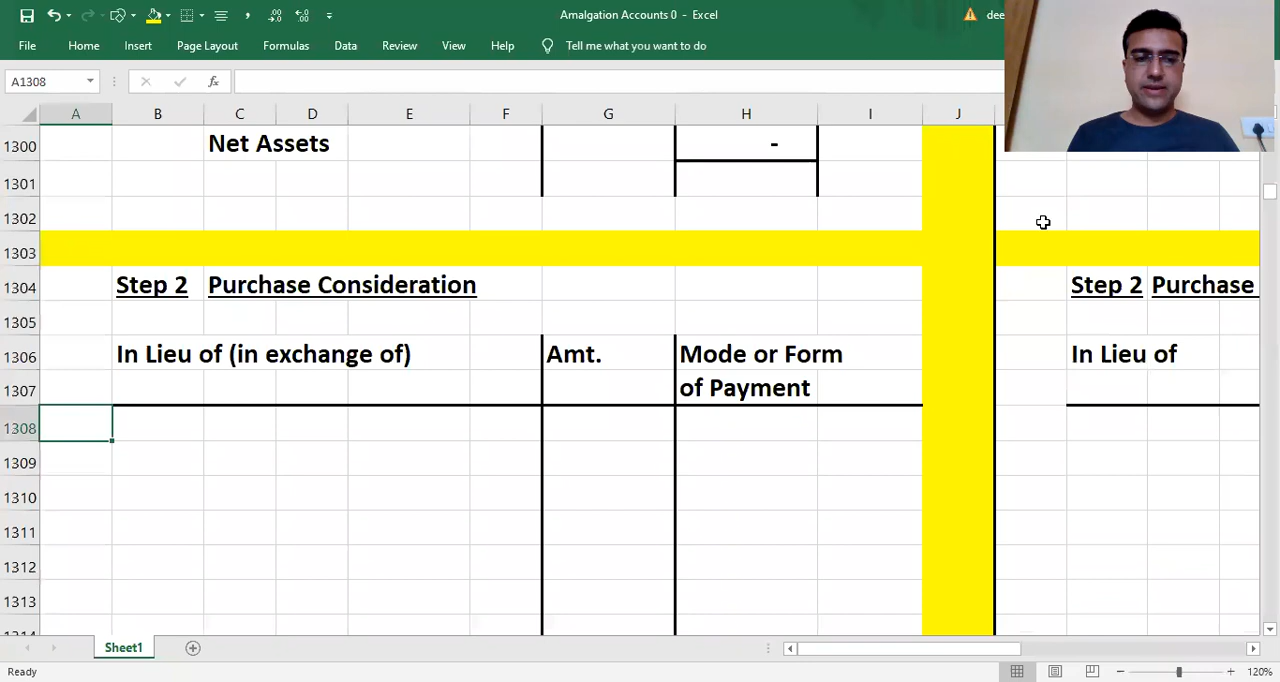 Amalgation Accounts 0 - Excel
dee
File Home Insert Page Layout Formulas Data Review View Help Tell me what you want to do
A1308 fx
A B C D E F G H I J
1300 Net Assets -
1301
1302
1303
1304 Step 2 Purchase Consideration Step 2 Purchase
1305
1306 In Lieu of (in exchange of) Amt. Mode or Form In Lieu of
1307 of Payment
1308
1309
1310
1311
1312
1313
1314
Sheet1
Ready 120%